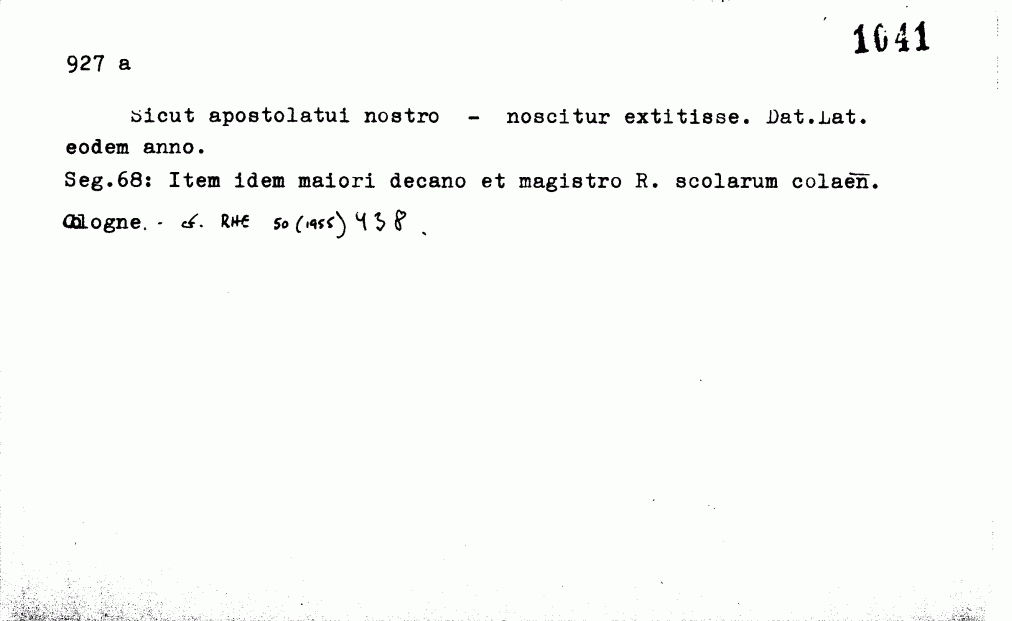 1041
927 a
Sicut apostolatui nostro - noscitur extitisse. Dat.Lat.
eodem anno.
Seg.68: Item idem maiori decano et magistro R. scolarum colaen̅.
Cologne. - cf. RHE 50 (1955) 438.